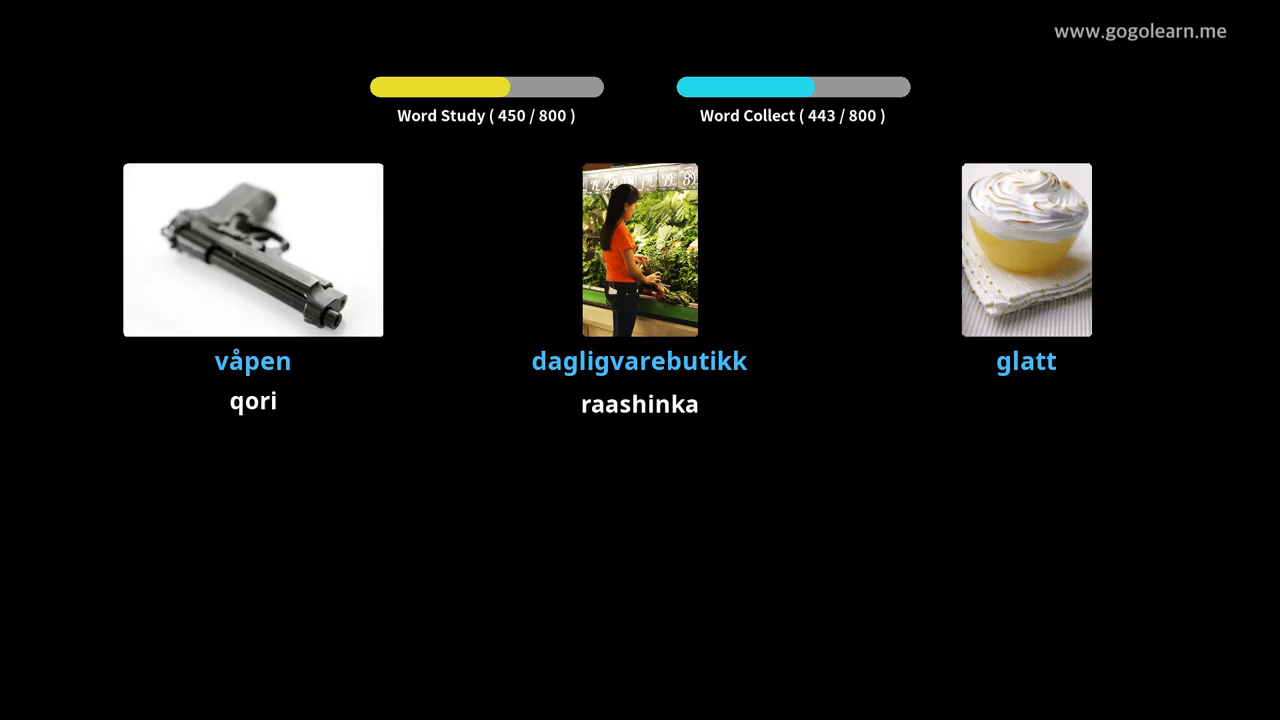 www.gogolearn.me
Word Study ( 450 / 800 )
Word Collect ( 443 / 800 )
våpen
dagligvarebutikk
glatt
qori
raashinka